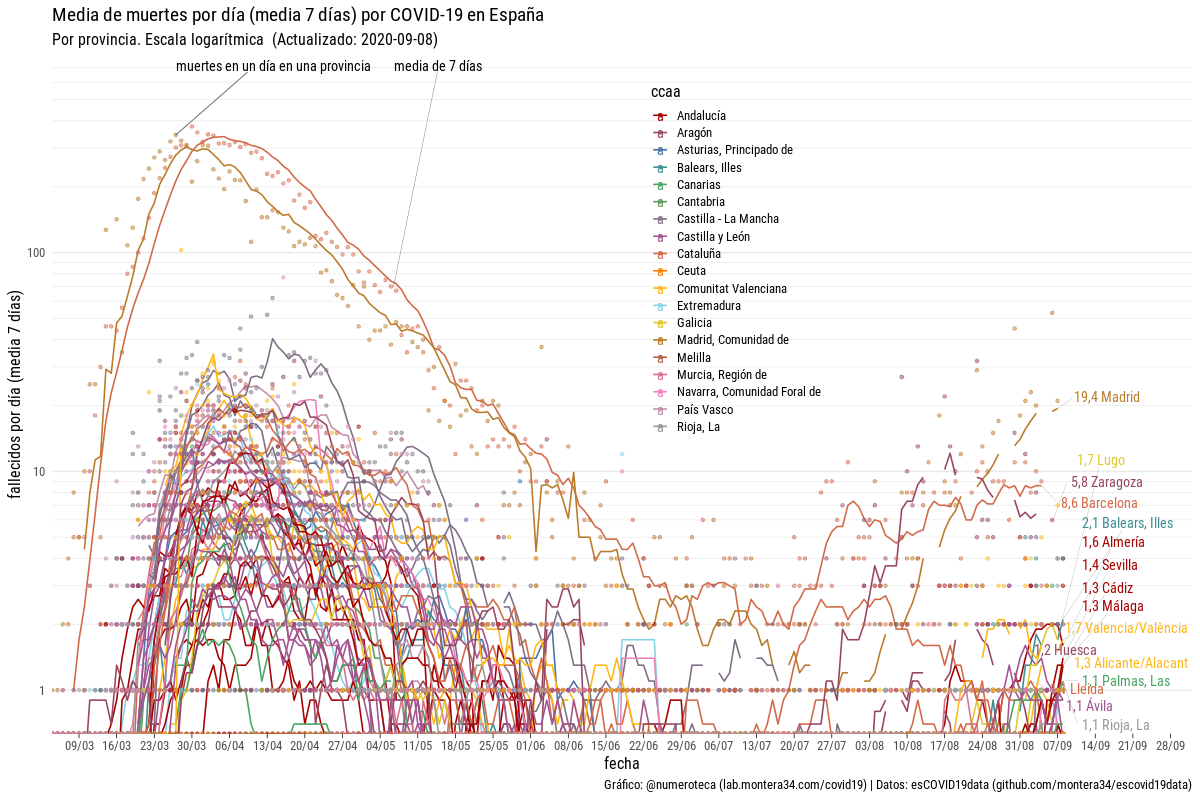 Media de muertes por día (media 7 días) por COVID-19 en España
Por provincia. Escala logarítmica (Actualizado: 2020-09-08)
muertes en un día en una provincia
media de 7 días
ccaa
Andalucía
Aragón
Asturias, Principado de
Balears, Illes
Canarias
Cantabria
Castilla - La Mancha
Castilla y León
Cataluña
Ceuta
Comunitat Valenciana
Extremadura
Galicia
Madrid, Comunidad de
Melilla
Murcia, Región de
Navarra, Comunidad Foral de
País Vasco
Rioja, La
fallecidos por día (media 7 días)
100
10
1
19,4 Madrid
1,7 Lugo
5,8 Zaragoza
8,6 Barcelona
2,1 Balears, Illes
1,6 Almería
1,4 Sevilla
1,3 Cádiz
1,3 Málaga
1,7 Valencia/València
1,2 Huesca
1,3 Alicante/Alacant
1,1 Palmas, Las
Lleida
1,1 Ávila
1,1 Rioja, La
09/03 16/03 23/03 30/03 06/04 13/04 20/04 27/04 04/05 11/05 18/05 25/05 01/06 08/06 15/06 22/06 29/06 06/07 13/07 20/07 27/07 03/08 10/08 17/08 24/08 31/08 07/09 14/09 21/09 28/09
fecha
Gráfico: @numeroteca (lab.montera34.com/covid19) | Datos: esCOVID19data (github.com/montera34/escovid19data)